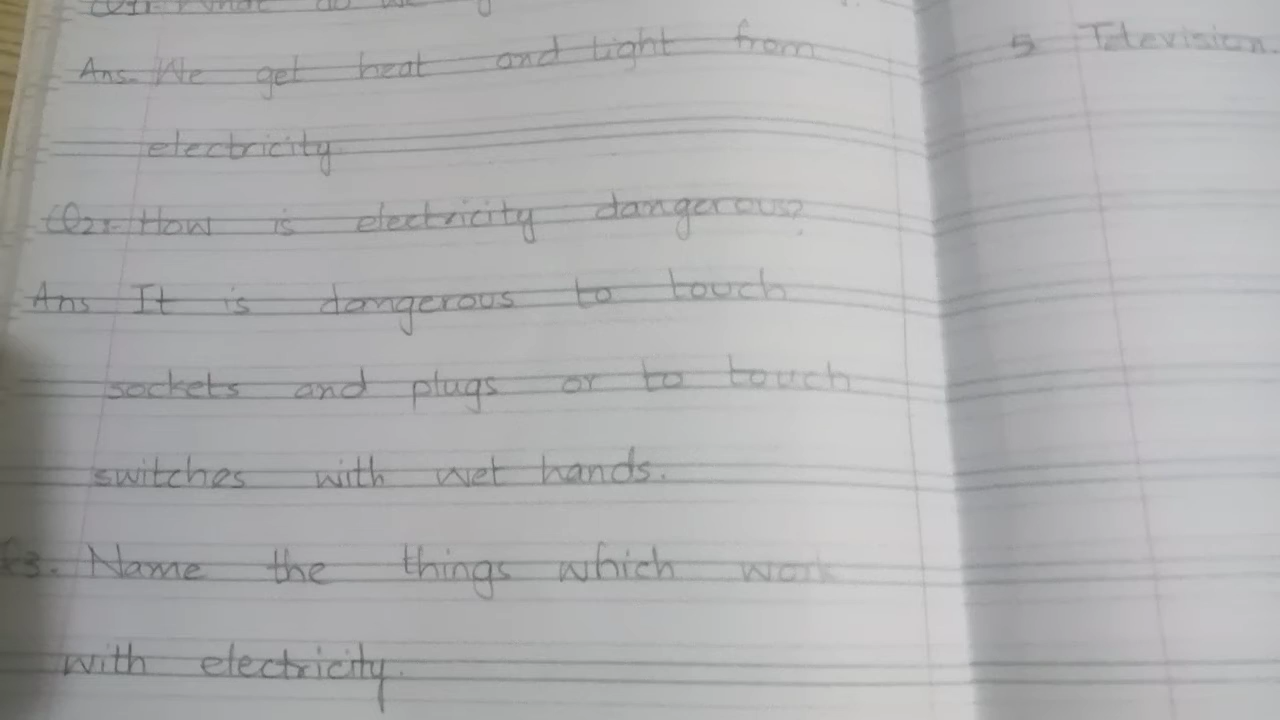 Ans. We get heat and light from
electricity
Q2:- How is electricity dangerous?
Ans It is dangerous to touch
sockets and plugs or to touch
switches with wet hands.
3. Name the things which work
with electricity.
5 Television.